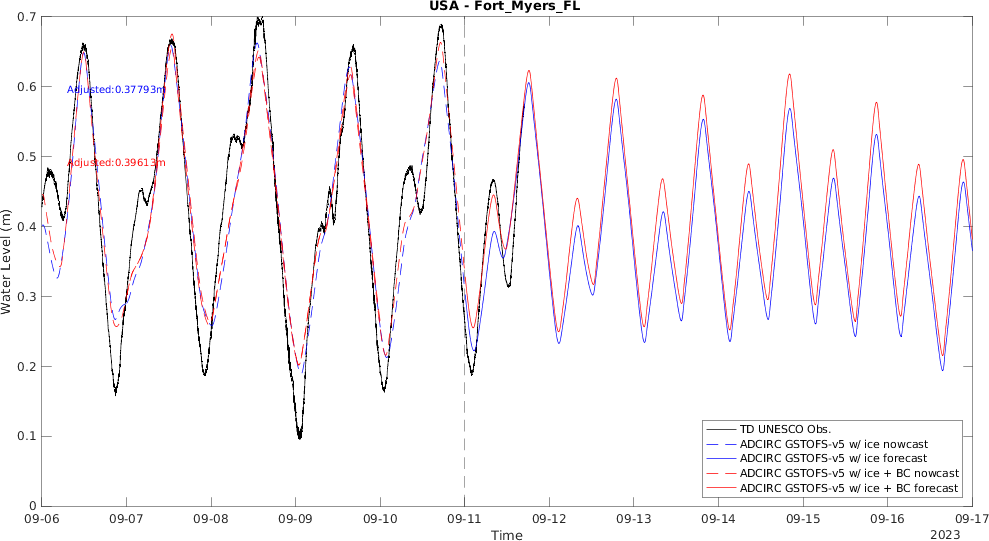 USA - Fort_Myers_FL
0.7
0.6
0.5
0.4
0.3
0.2
0.1
0
Water Level (m)
Adjusted:0.37793m
Adjusted:0.39613m
TD UNESCO Obs.
ADCIRC GSTOFS-v5 w/ ice nowcast
ADCIRC GSTOFS-v5 w/ ice forecast
ADCIRC GSTOFS-v5 w/ ice + BC nowcast
ADCIRC GSTOFS-v5 w/ ice + BC forecast
09-06 09-07 09-08 09-09 09-10 09-11 09-12 09-13 09-14 09-15 09-16 09-17
Time
2023